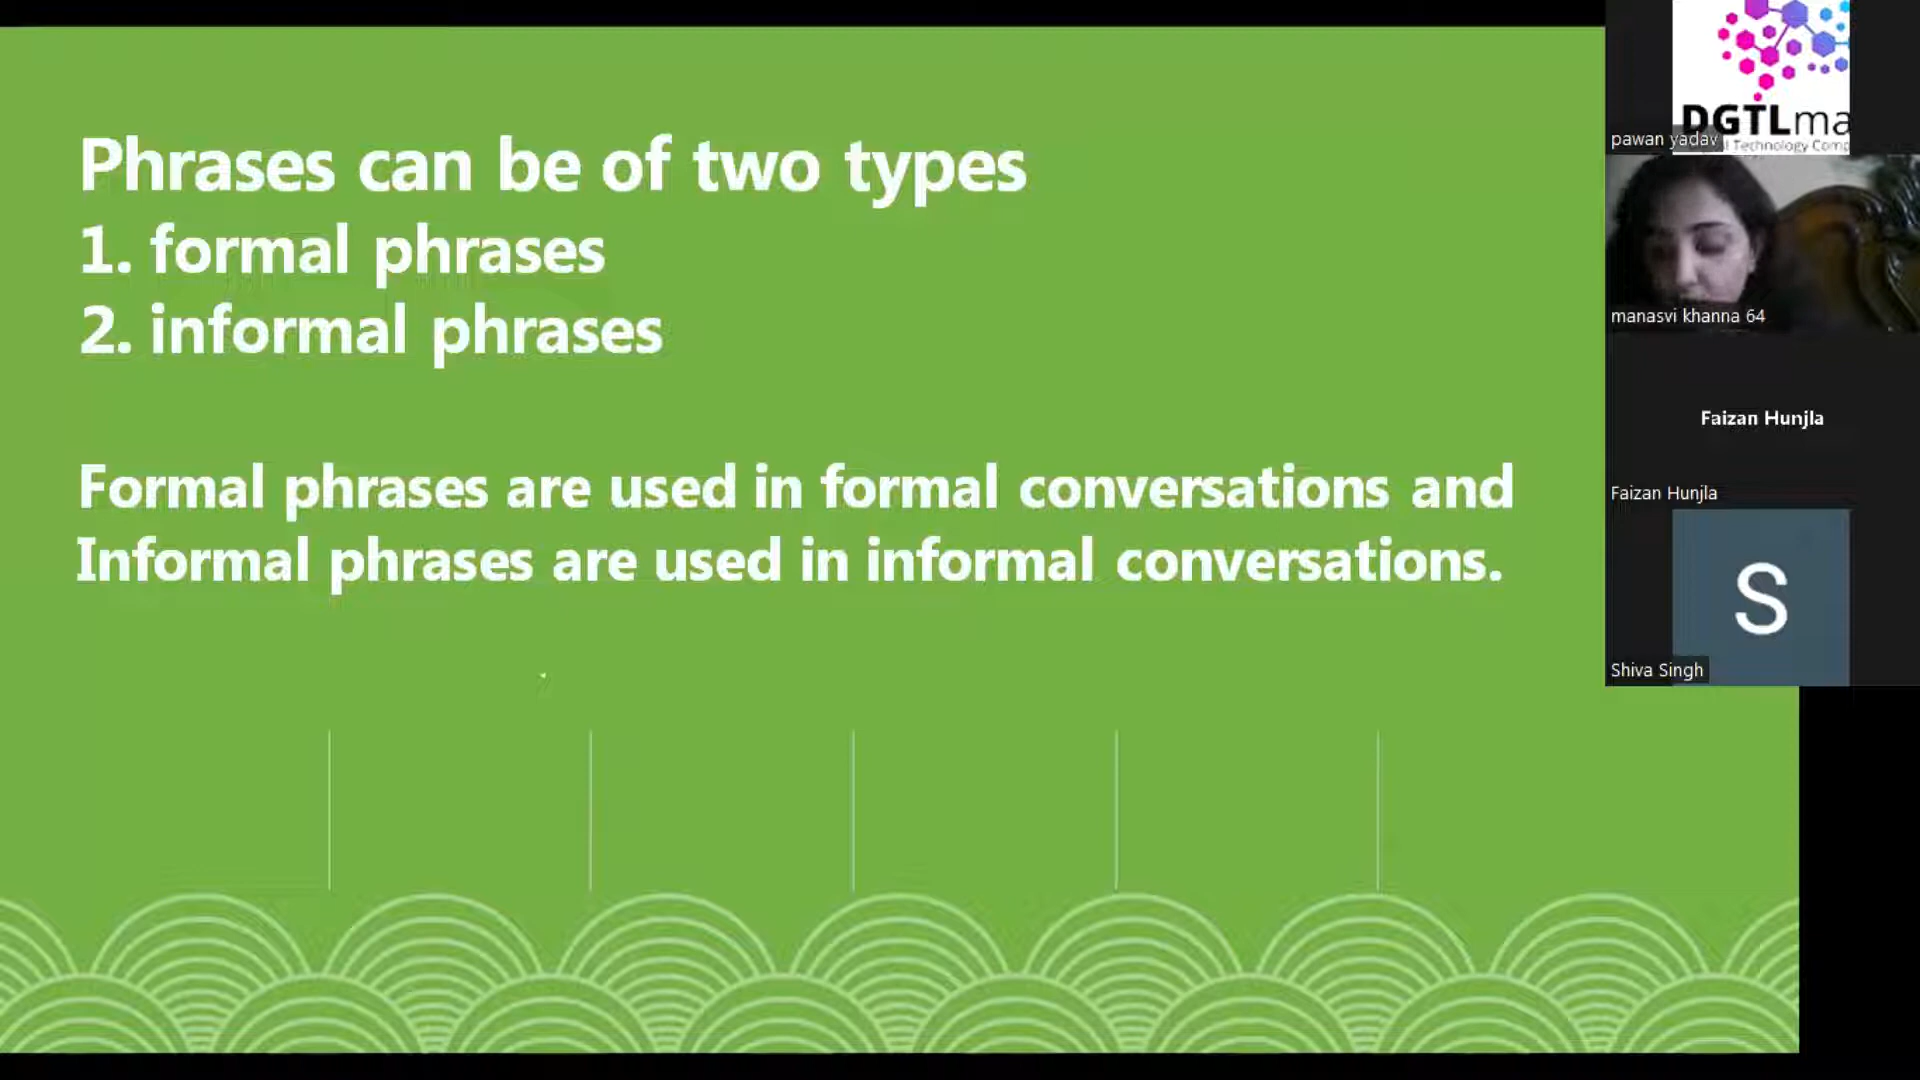 Phrases can be of two types
1. formal phrases
2. informal phrases
Formal phrases are used in formal conversations and
Informal phrases are used in informal conversations.
DGTLma
Technology Comp
pawan yadav
manasvi khanna 64
Faizan Hunjla
Faizan Hunjla
S
Shiva Singh